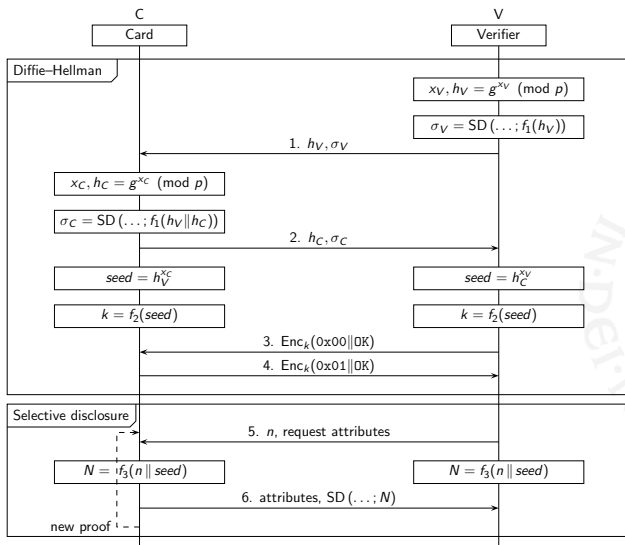 C V
Card Verifier
Diffie–Hellman
x_V, h_V = g^{x_V} (mod p)
σ_V = SD (...; f_1(h_V))
1. h_V, σ_V
x_C, h_C = g^{x_C} (mod p)
σ_C = SD (...; f_1(h_V∥h_C))
2. h_C, σ_C
seed = h_V^{x_C} seed = h_C^{x_V}
k = f_2(seed) k = f_2(seed)
3. Enc_k(0x00∥OK)
4. Enc_k(0x01∥OK)
Selective disclosure
5. n, request attributes
N = f_3(n ∥ seed) N = f_3(n ∥ seed)
6. attributes, SD (...; N)
new proof
IN·DEI·